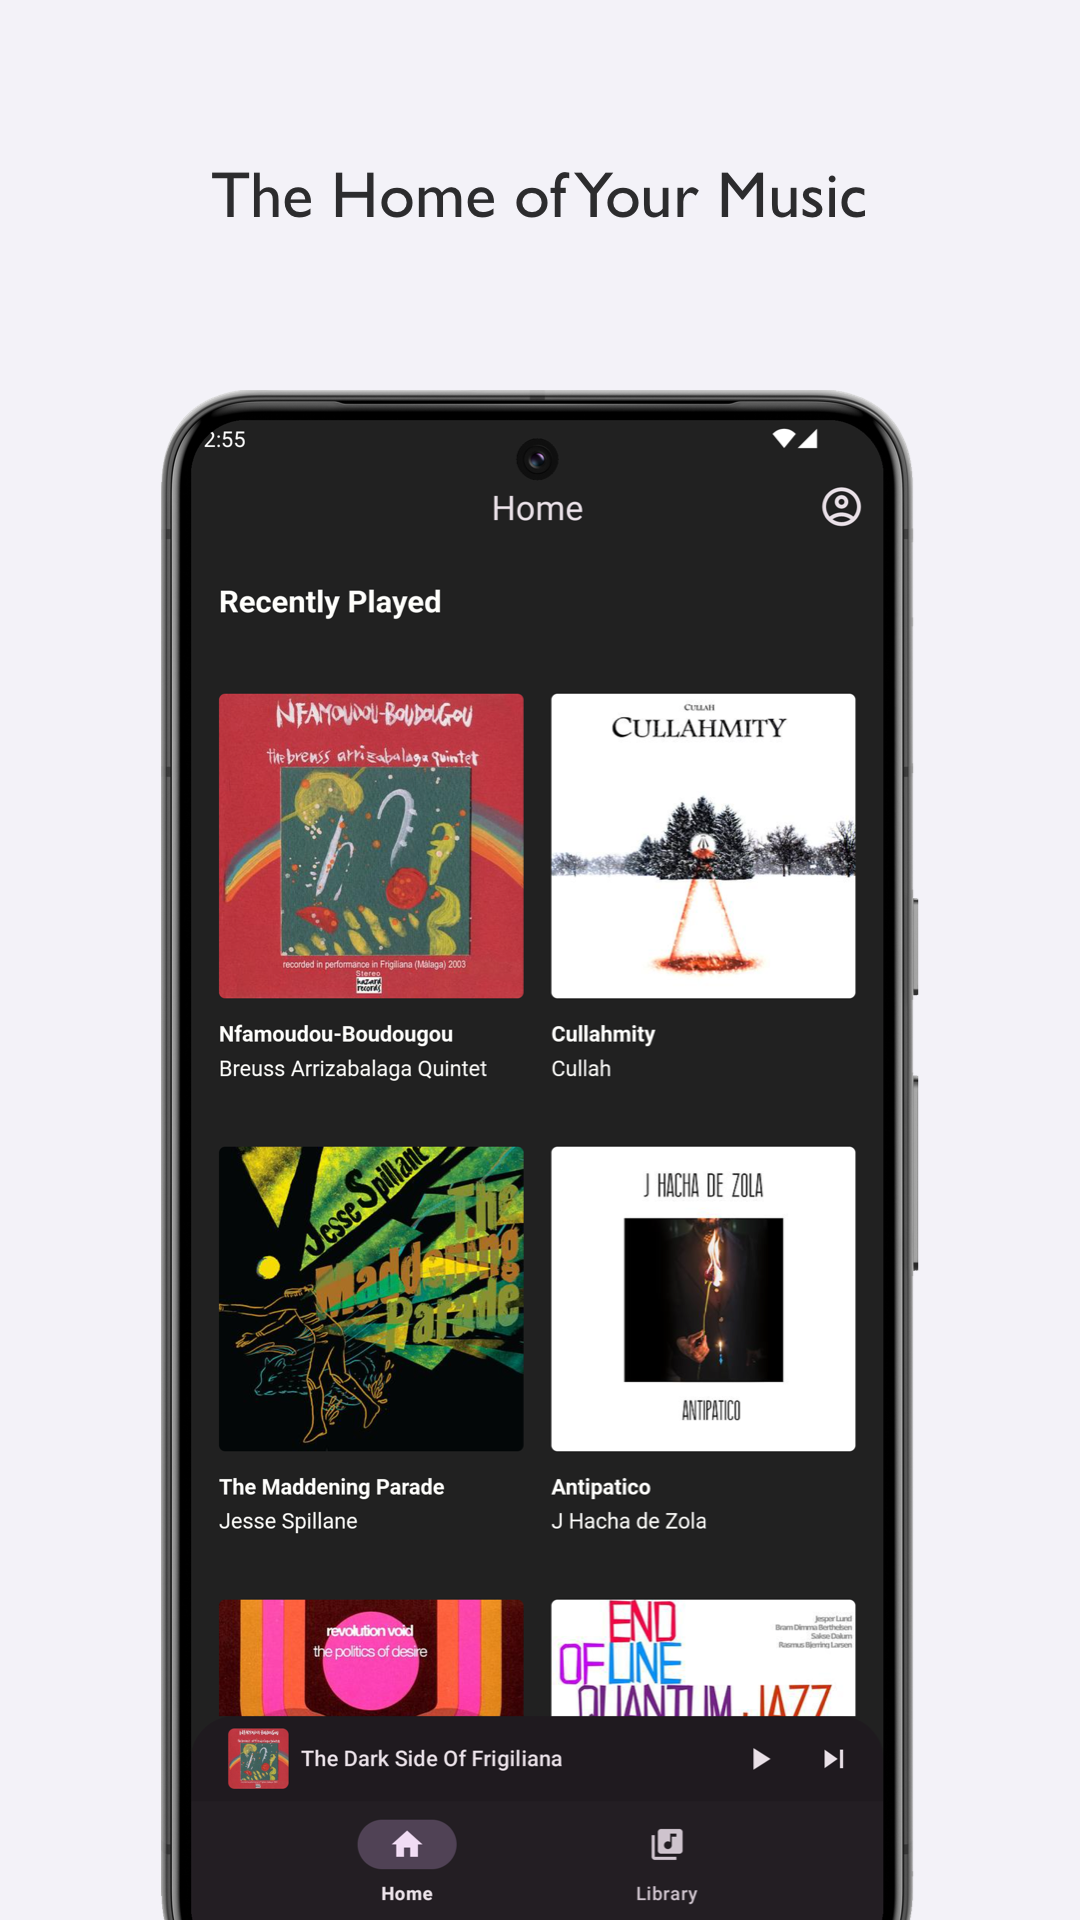 The Home of Your Music
2:55
Home
Recently Played
NFAMOUDOU-BOUDOUGOU
the breuss arrizabalaga quintet
recorded in performance in Frigiliana (Málaga) 2003
Stereo
hazard
records
CULLAH
CULLAHMITY
Nfamoudou-Boudougou
Breuss Arrizabalaga Quintet
Cullahmity
Cullah
Jesse Spillane
The
Maddening
Parade
J HACHA DE ZOLA
ANTIPATICO
The Maddening Parade
Jesse Spillane
Antipatico
J Hacha de Zola
revolution void
the politics of desire
END
OF LINE
QUANTUM JAZZ
Jesper Lund
Bram Dimma Berthelsen
Salise Dalum
Rasmus Bjerring Larsen
The Dark Side Of Frigiliana
Home
Library